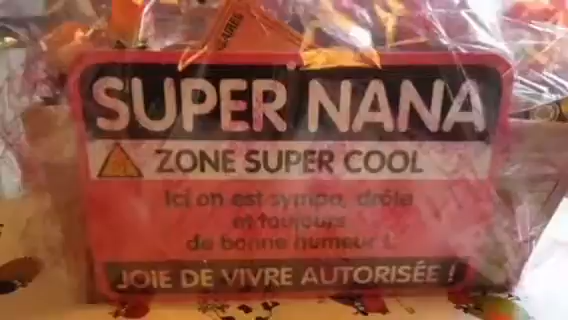 LAIRES
SUPER NANA
ZONE SUPER COOL
Ici on est sympa, drôle
et toujours
de bonne humeur !
JOIE DE VIVRE AUTORISÉE !